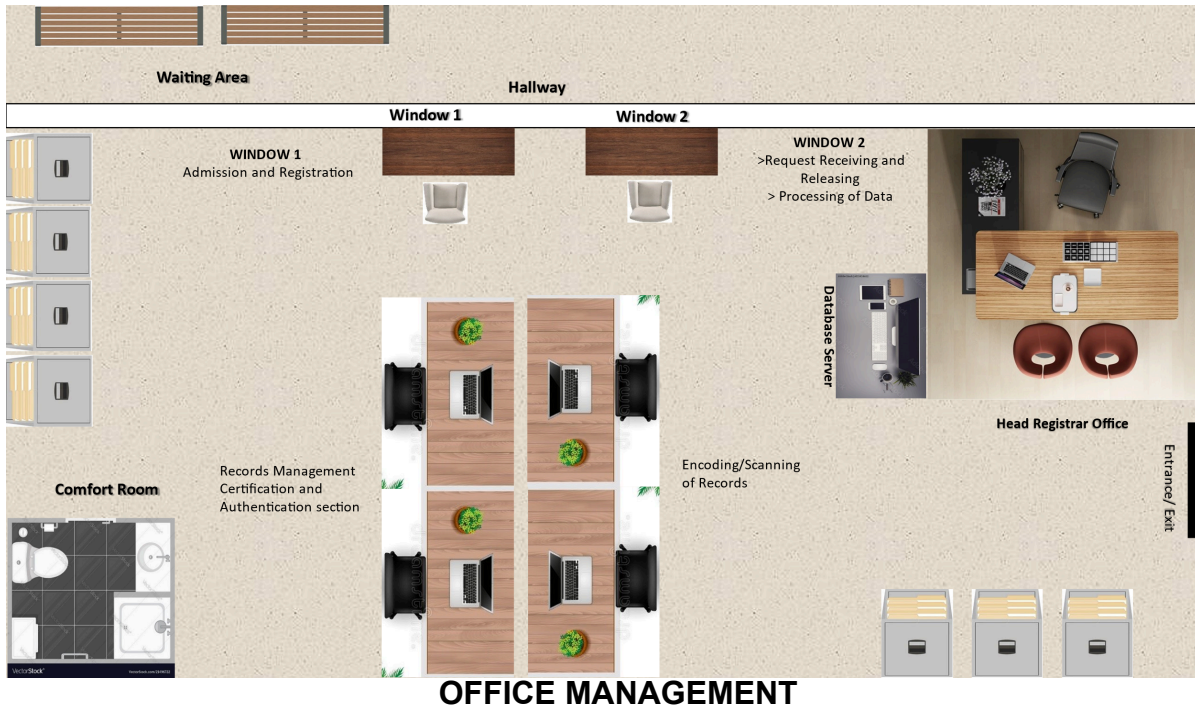 Waiting Area
Hallway
Window 1
Window 2
WINDOW 1
Admission and Registration
WINDOW 2
>Request Receiving and
Releasing
> Processing of Data
Database Server
Head Registrar Office
Entrance/ Exit
Records Management
Certification and
Authentication section
Encoding/Scanning
of Records
Comfort Room
VectorStock
OFFICE MANAGEMENT